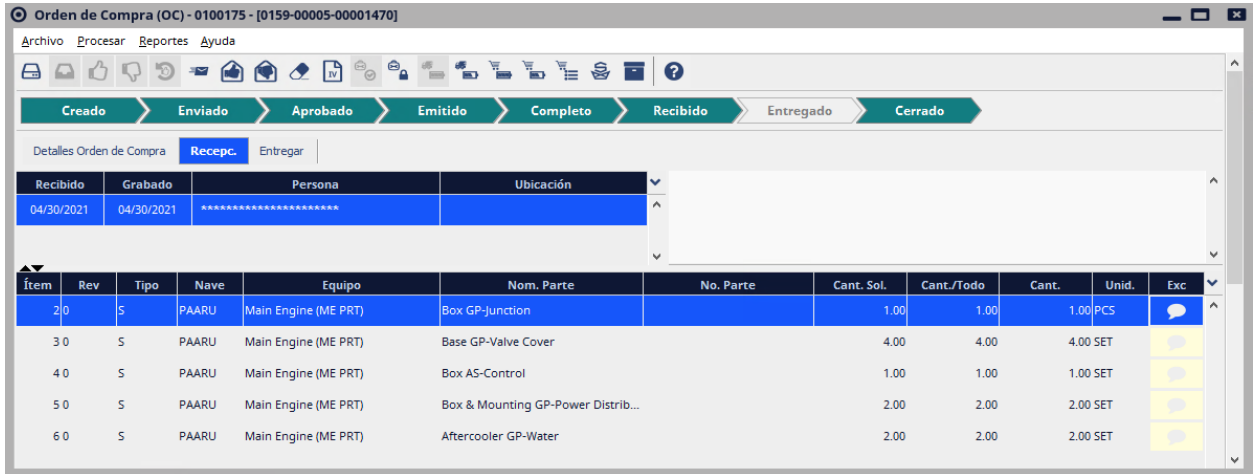 Orden de Compra (OC) - 0100175 - [0159-00005-00001470]
Archivo Procesar Reportes Ayuda
IV ?
Creado Enviado Aprobado Emitido Completo Recibido Entregado Cerrado
Detalles Orden de Compra Recepc. Entregar
Recibido Grabado Persona Ubicación
04/30/2021 04/30/2021 **********************
Ítem Rev Tipo Nave Equipo Nom. Parte No. Parte Cant. Sol. Cant./Todo Cant. Unid. Exc
2 0 S PAARU Main Engine (ME PRT) Box GP-Junction 1.00 1.00 1.00 PCS
3 0 S PAARU Main Engine (ME PRT) Base GP-Valve Cover 4.00 4.00 4.00 SET
4 0 S PAARU Main Engine (ME PRT) Box AS-Control 1.00 1.00 1.00 SET
5 0 S PAARU Main Engine (ME PRT) Box & Mounting GP-Power Distrib... 2.00 2.00 2.00 SET
6 0 S PAARU Main Engine (ME PRT) Aftercooler GP-Water 2.00 2.00 2.00 SET